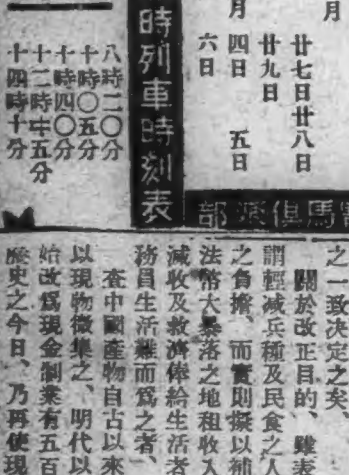 月
廿七日廿八日
廿九日
月 四日 五日
六日
馬俱樂部
時列車時刻表
八時二〇分
十時〇五分
十時四〇分
十二時五分
十四時十分
之一致決定之矣、
關於改正目的、雖表
謂輕減兵種及民食之人
之負擔、而實則擬以補
法幣大暴落之地租收入
減收及救濟俸給生活者
務員生活難而爲之者、
查中國產物自古以來
以現物徵集之、明代以
始改爲現金制業有五百
歷史之今日、乃再使現